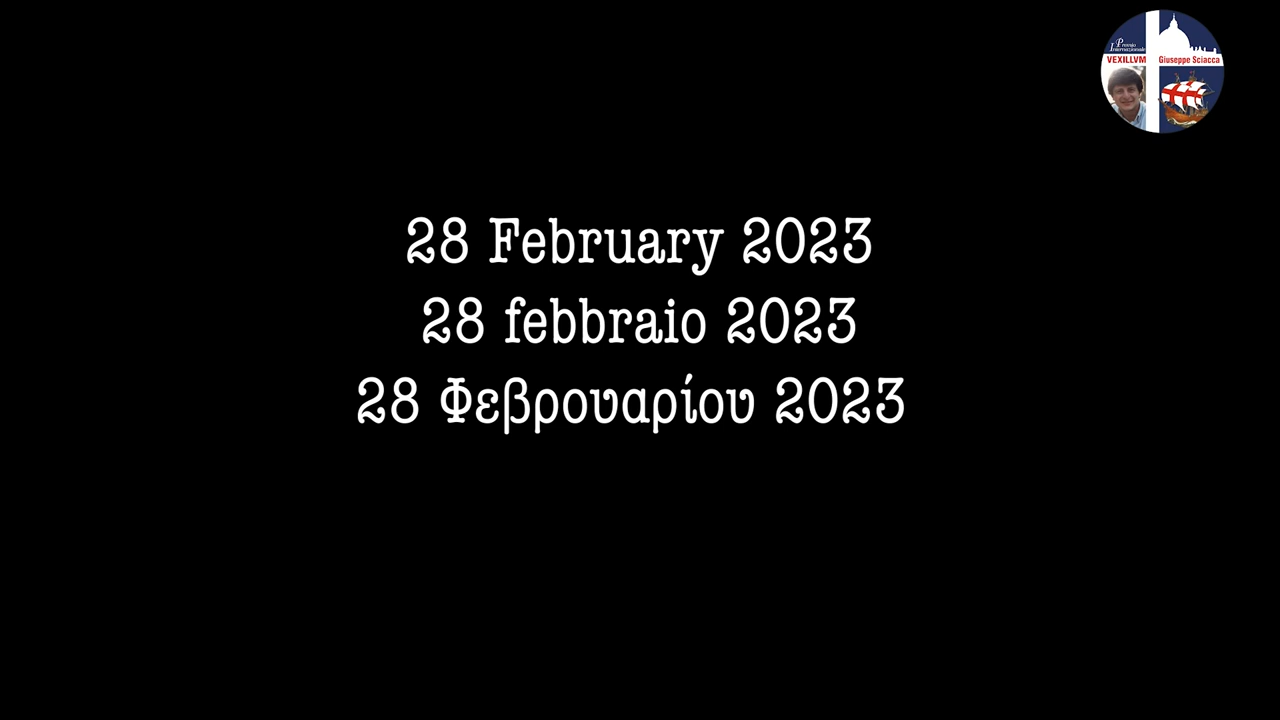 Premio
Internazionale
VEXILLVM Giuseppe Sciacca
28 February 2023
28 febbraio 2023
28 Φεβρουαρίου 2023